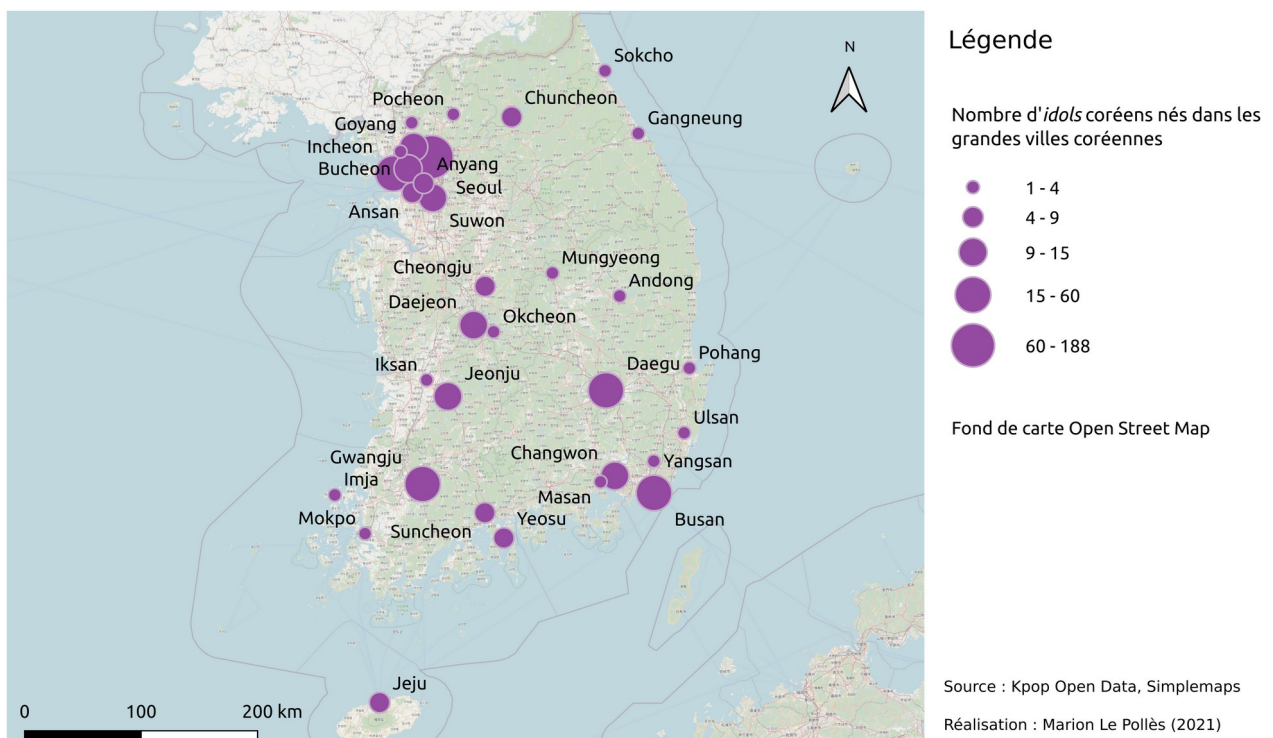 Sokcho
N
Pocheon
Chuncheon
Goyang
Gangneung
Incheon
Bucheon
Anyang
Seoul
Ansan
Suwon
Mungyeong
Cheongju
Andong
Daejeon
Okcheon
Pohang
Iksan
Jeonju
Daegu
Ulsan
Changwon
Gwangju
Yangsan
Imja
Masan
Mokpo
Suncheon
Yeosu
Busan
Jeju
0 100 200 km
Légende
Nombre d'idols coréens nés dans les
grandes villes coréennes
1 - 4
4 - 9
9 - 15
15 - 60
60 - 188
Fond de carte Open Street Map
Source : Kpop Open Data, Simplemaps
Réalisation : Marion Le Pollès (2021)